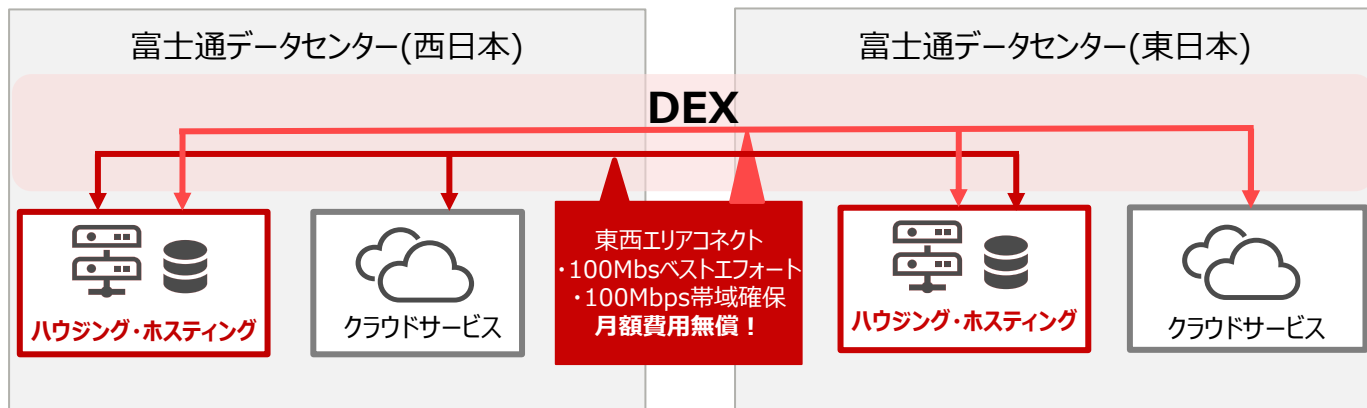 富士通データセンター(西日本)
富士通データセンター(東日本)
DEX
ハウジング・ホスティング
クラウドサービス
東西エリアコネクト
・100Mbsベストエフォート
・100Mbps帯域確保
月額費用無償！
ハウジング・ホスティング
クラウドサービス